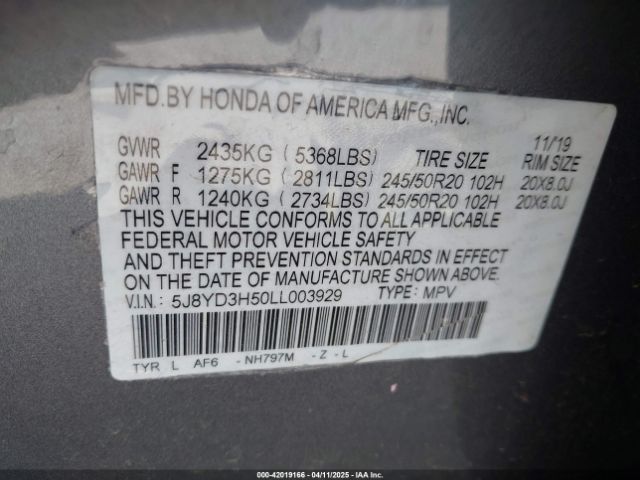 MFD.BY HONDA OF AMERICA MFG.,INC.
11/19
GVWR 2435KG ( 5368LBS) TIRE SIZE RIM SIZE
GAWR F 1275KG ( 2811LBS) 245/50R20 102H 20X8.0J
GAWR R 1240KG ( 2734LBS) 245/50R20 102H 20X8.0J
THIS VEHICLE CONFORMS TO ALL APPLICABLE
FEDERAL MOTOR VEHICLE SAFETY
AND THEFT PREVENTION STANDARDS IN EFFECT
ON THE DATE OF MANUFACTURE SHOWN ABOVE.
V.I.N.: 5J8YD3H50LL003929 TYPE: MPV
TYR L AF6 - NH797M - Z - L
000-42019166 - 04/11/2025 - IAA Inc.